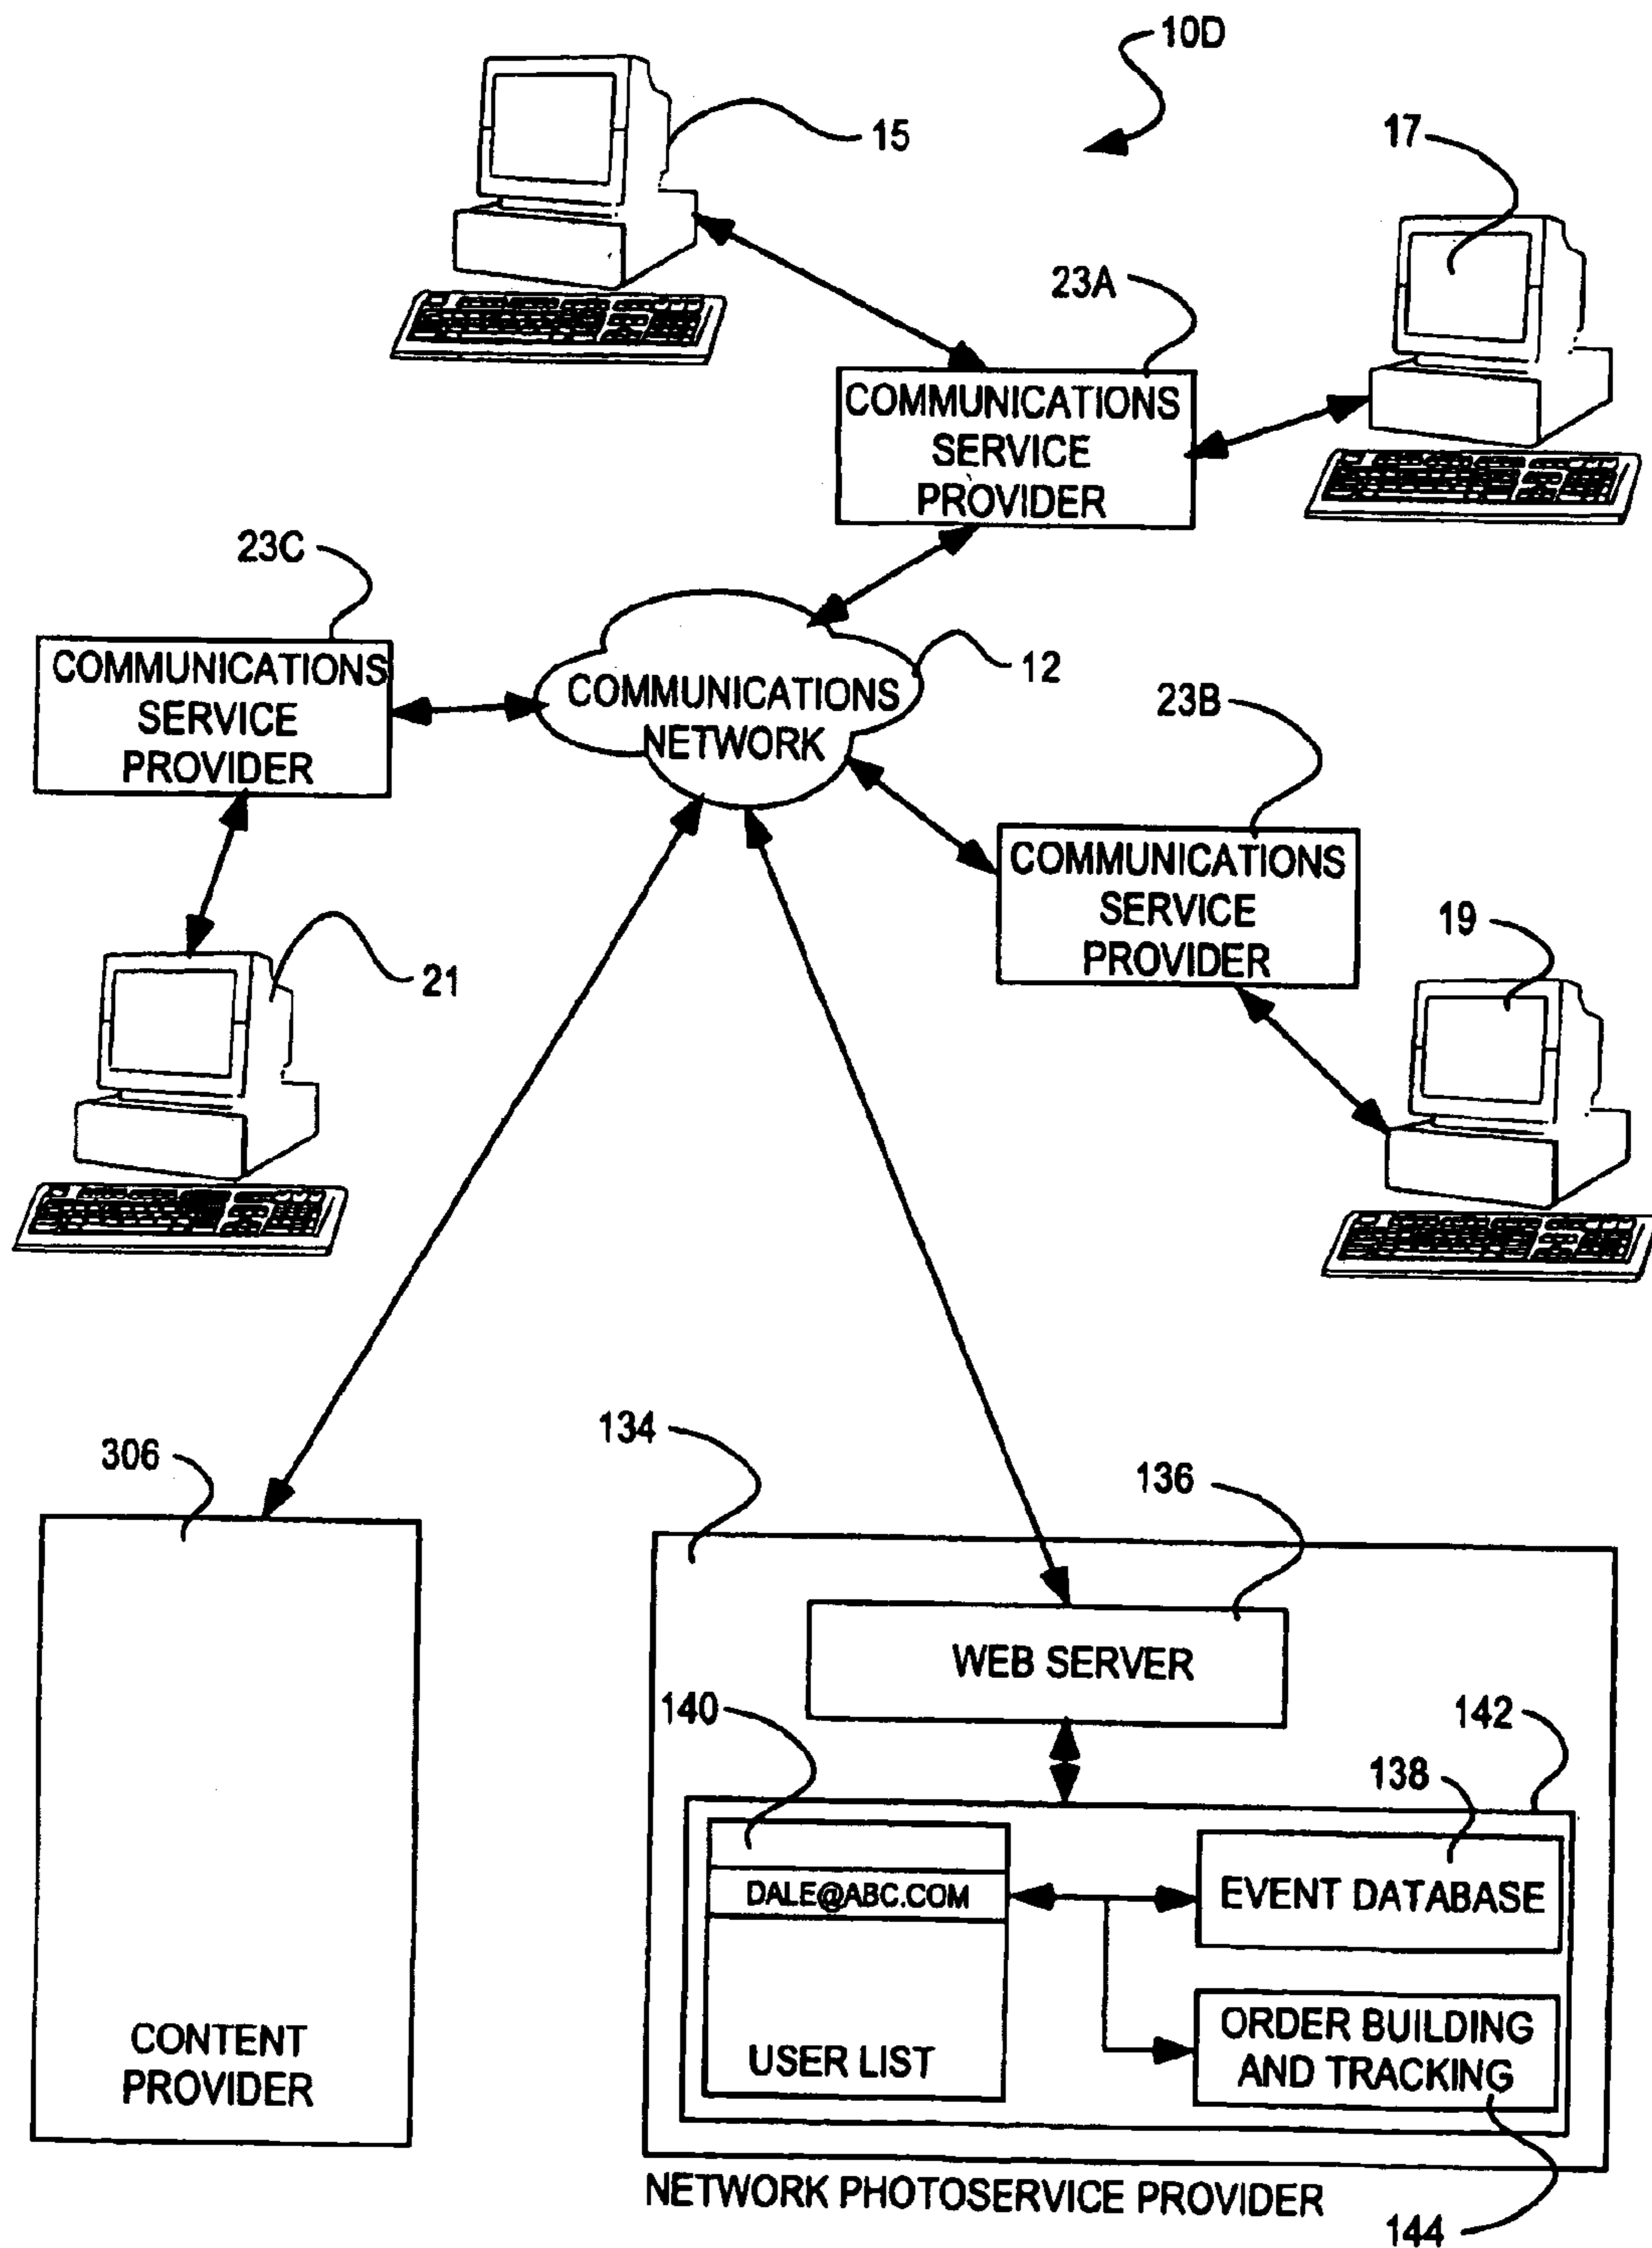 10D
15
17
23A
COMMUNICATIONS
SERVICE
PROVIDER
23C
COMMUNICATIONS
SERVICE
PROVIDER
12
COMMUNICATIONS
NETWORK
23B
COMMUNICATIONS
SERVICE
PROVIDER
19
21
306
134
136
WEB SERVER
140
142
138
DALE@ABC.COM
EVENT DATABASE
USER LIST
ORDER BUILDING
AND TRACKING
CONTENT
PROVIDER
NETWORK PHOTOSERVICE PROVIDER
144